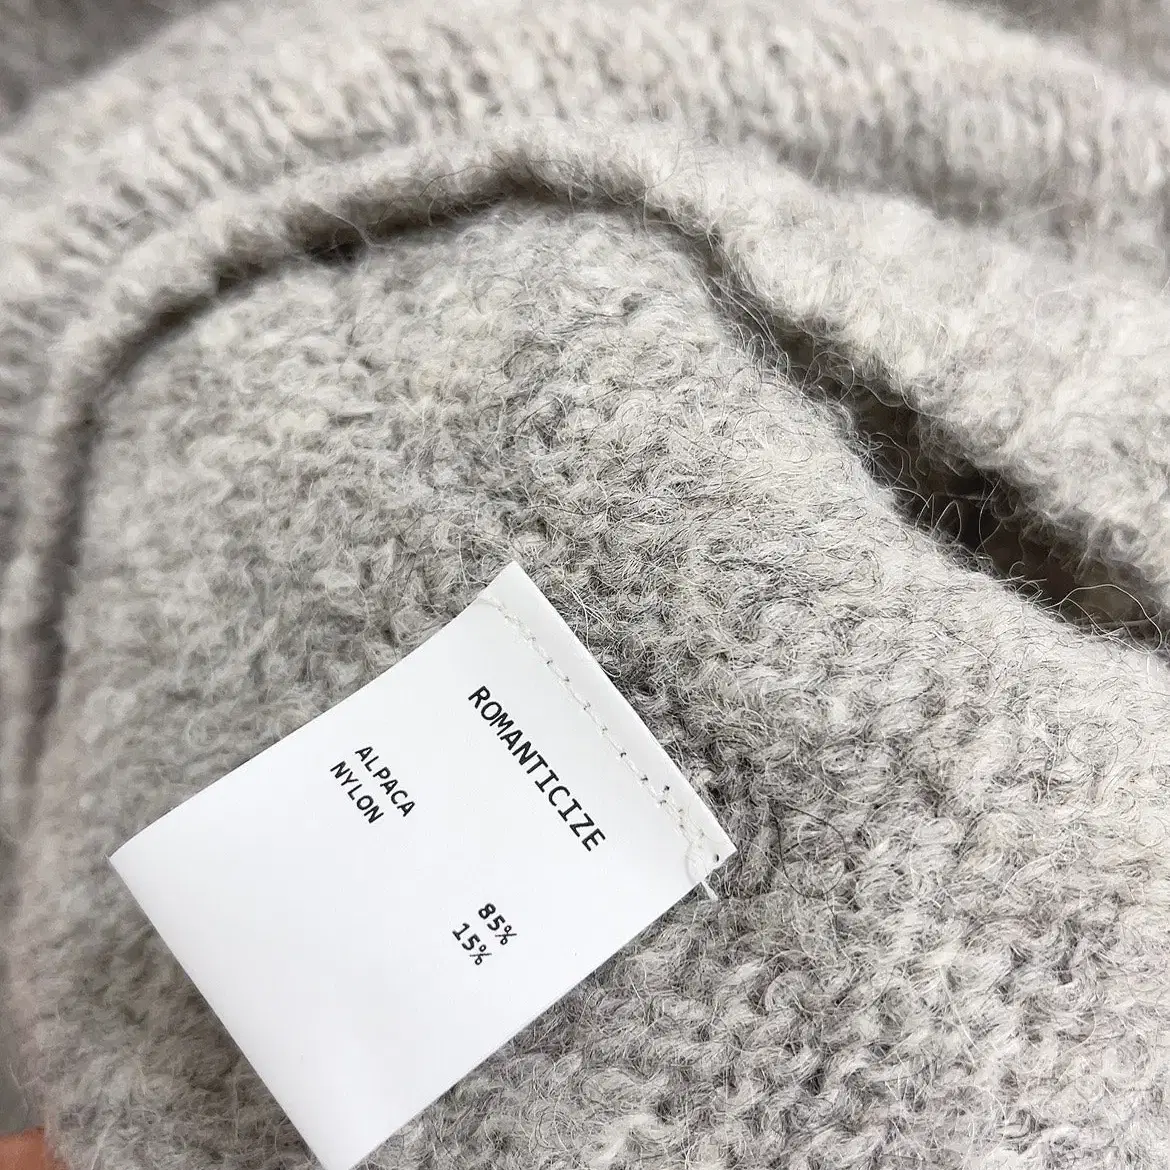 ROMANTICIZE
ALPACA 85%
NYLON 15%